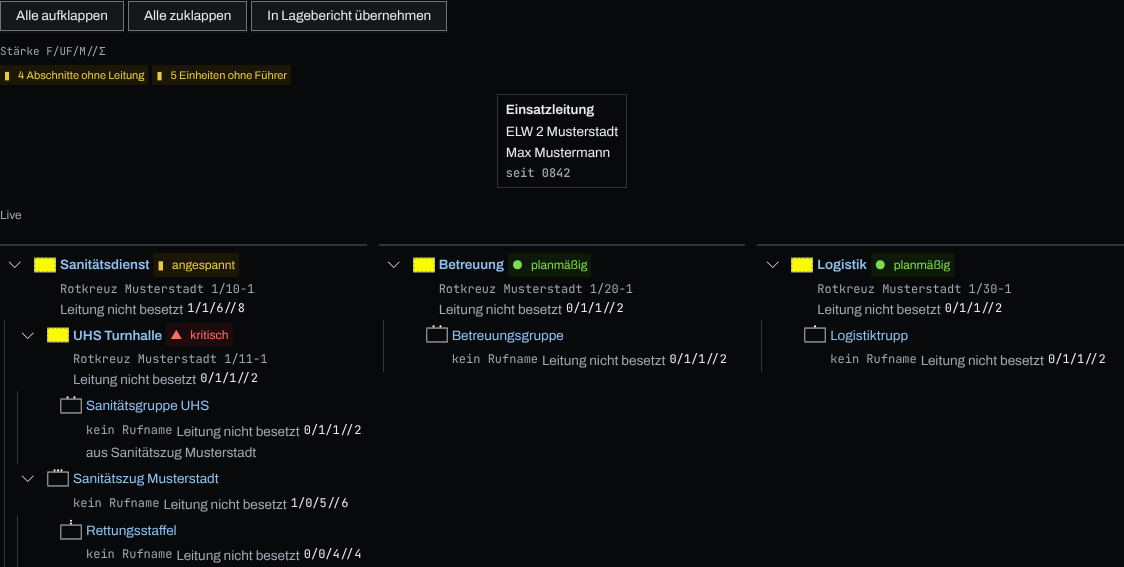 Alle aufklappen
Alle zuklappen
In Lagebericht übernehmen
Stärke F/UF/M//Σ
4 Abschnitte ohne Leitung
5 Einheiten ohne Führer
Einsatzleitung
ELW 2 Musterstadt
Max Mustermann
seit 0842
Live
Sanitätsdienst angespannt
Rotkreuz Musterstadt 1/10-1
Leitung nicht besetzt 1/1/6//8
UHS Turnhalle kritisch
Rotkreuz Musterstadt 1/11-1
Leitung nicht besetzt 0/1/1//2
Sanitätsgruppe UHS
kein Rufname Leitung nicht besetzt 0/1/1//2
aus Sanitätszug Musterstadt
Sanitätszug Musterstadt
kein Rufname Leitung nicht besetzt 1/0/5//6
Rettungsstaffel
kein Rufname Leitung nicht besetzt 0/0/4//4
Betreuung planmäßig
Rotkreuz Musterstadt 1/20-1
Leitung nicht besetzt 0/1/1//2
Betreuungsgruppe
kein Rufname Leitung nicht besetzt 0/1/1//2
Logistik planmäßig
Rotkreuz Musterstadt 1/30-1
Leitung nicht besetzt 0/1/1//2
Logistiktrupp
kein Rufname Leitung nicht besetzt 0/1/1//2